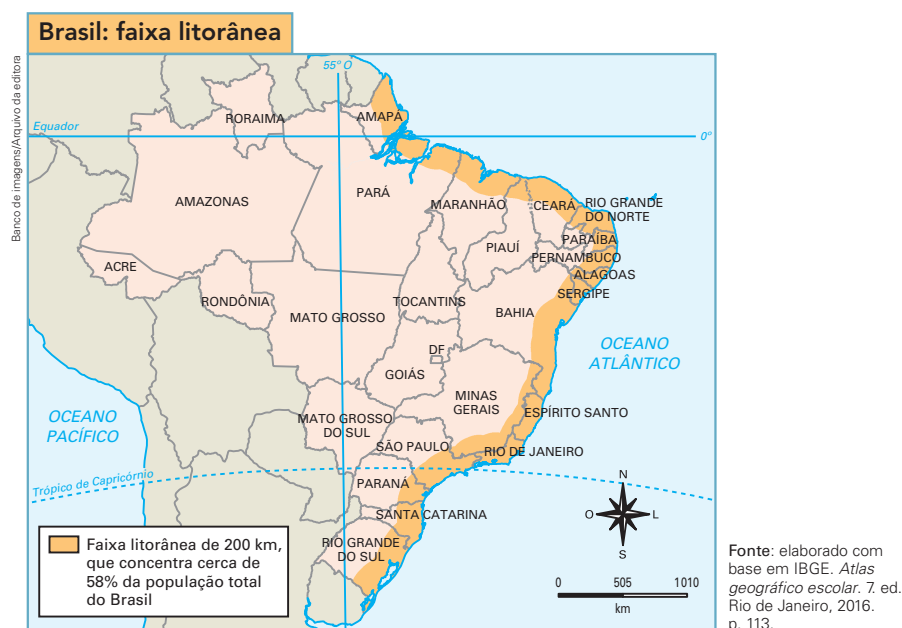 Brasil: faixa litorânea
Banco de imagens/Arquivo da editora
55º O
RORAIMA
AMAPÁ
Equador
0º
AMAZONAS
PARÁ
MARANHÃO
CEARÁ
RIO GRANDE
DO NORTE
PIAUÍ
PARAÍBA
PERNAMBUCO
ACRE
ALAGOAS
SERGIPE
RONDÔNIA
TOCANTINS
BAHIA
MATO GROSSO
OCEANO
ATLÂNTICO
DF
GOIÁS
MINAS
GERAIS
ESPÍRITO SANTO
OCEANO
PACÍFICO
MATO GROSSO
DO SUL
SÃO PAULO
RIO DE JANEIRO
Trópico de Capricórnio
PARANÁ
SANTA CATARINA
RIO GRANDE
DO SUL
N
O
L
S
Faixa litorânea de 200 km,
que concentra cerca de
58% da população total
do Brasil
0 505 1010
km
Fonte: elaborado com
base em IBGE. Atlas
geográfico escolar. 7. ed.
Rio de Janeiro, 2016.
p. 113.